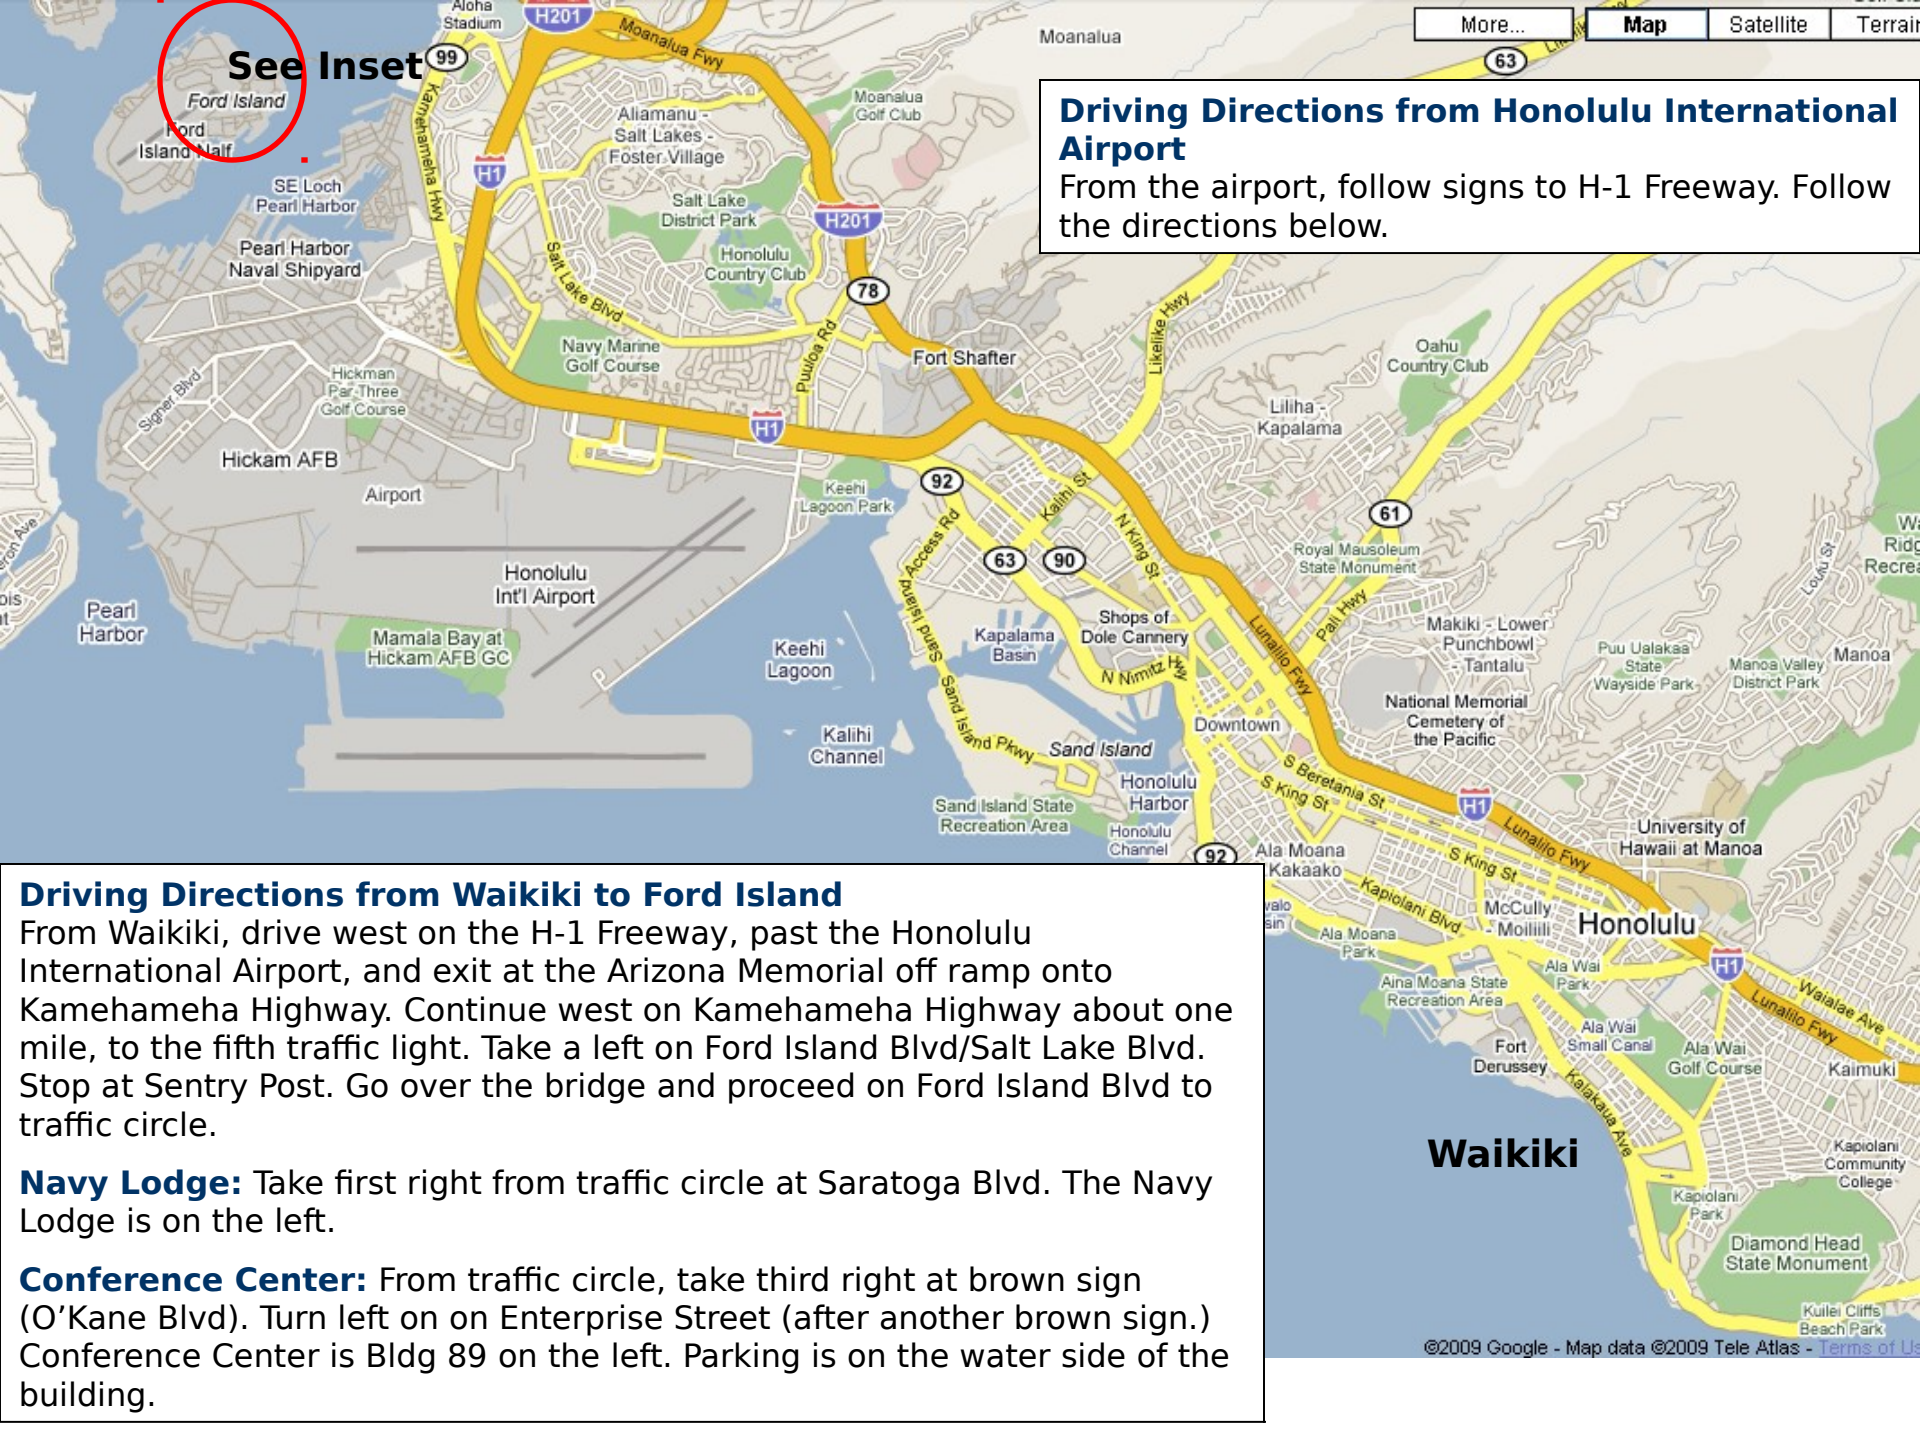 Aloha
Stadium
H201
Moanalua Fwy
Moanalua
More...
Map
Satellite
Terrain
63
See Inset
99
Ford Island
Ford
Island Nalf
Kamehameha Hwy
H1
Aliamanu -
Salt Lakes -
Foster Village
Moanalua
Golf Club
Driving Directions from Honolulu International
Airport
From the airport, follow signs to H-1 Freeway. Follow
the directions below.
SE Loch
Pearl Harbor
Salt Lake
District Park
H201
Pearl Harbor
Naval Shipyard
Honolulu
Country Club
Salt Lake Blvd
78
Likelike Hwy
Navy Marine
Golf Course
Puuloa Rd
Fort Shafter
Oahu
Country Club
Hickman
Par Three
Golf Course
Signer Blvd
Liliha -
Kapalama
H1
Hickam AFB
Airport
Keehi
Lagoon Park
92
Kalihi St
61
N King St
Royal Mausoleum
State Monument
Sand Island Access Rd
63
90
Honolulu
Int'l Airport
Pearl
Harbor
Mamala Bay at
Hickam AFB GC
Keehi
Lagoon
Kapalama
Basin
Shops of
Dole Cannery
Lunalilo Fwy
Pali Hwy
Makiki - Lower
Punchbowl
- Tantalu
Puu Ualakaa
State
Wayside Park
Manoa Valley
District Park
Manoa
N Nimitz Hwy
National Memorial
Cemetery of
the Pacific
Downtown
Kalihi
Channel
Sand Island Pkwy
Sand Island
Honolulu
Harbor
S Beretania St
S King St
Sand Island State
Recreation Area
Honolulu
Channel
H1
Lunalilo Fwy
University of
Hawaii at Manoa
92
Ala Moana
Kakaako
S King St
Kapiolani Blvd
McCully
- Moiliili
Honolulu
Ala Moana
Park
H1
Ala Wai
Park
Aina Moana State
Recreation Area
Waialae Ave
Lunalilo Fwy
Ala Wai
Small Canal
Fort
Derussey
Ala Wai
Golf Course
Kaimuki
Kalakaua Ave
Driving Directions from Waikiki to Ford Island
From Waikiki, drive west on the H-1 Freeway, past the Honolulu
International Airport, and exit at the Arizona Memorial off ramp onto
Kamehameha Highway. Continue west on Kamehameha Highway about one
mile, to the fifth traffic light. Take a left on Ford Island Blvd/Salt Lake Blvd.
Stop at Sentry Post. Go over the bridge and proceed on Ford Island Blvd to
traffic circle.
Navy Lodge: Take first right from traffic circle at Saratoga Blvd. The Navy
Lodge is on the left.
Conference Center: From traffic circle, take third right at brown sign
(O’Kane Blvd). Turn left on on Enterprise Street (after another brown sign.)
Conference Center is Bldg 89 on the left. Parking is on the water side of the
building.
Waikiki
Kapiolani
Community
College
Kapiolani
Park
Diamond Head
State Monument
Kuilei Cliffs
Beach Park
©2009 Google - Map data ©2009 Tele Atlas - Terms of Us